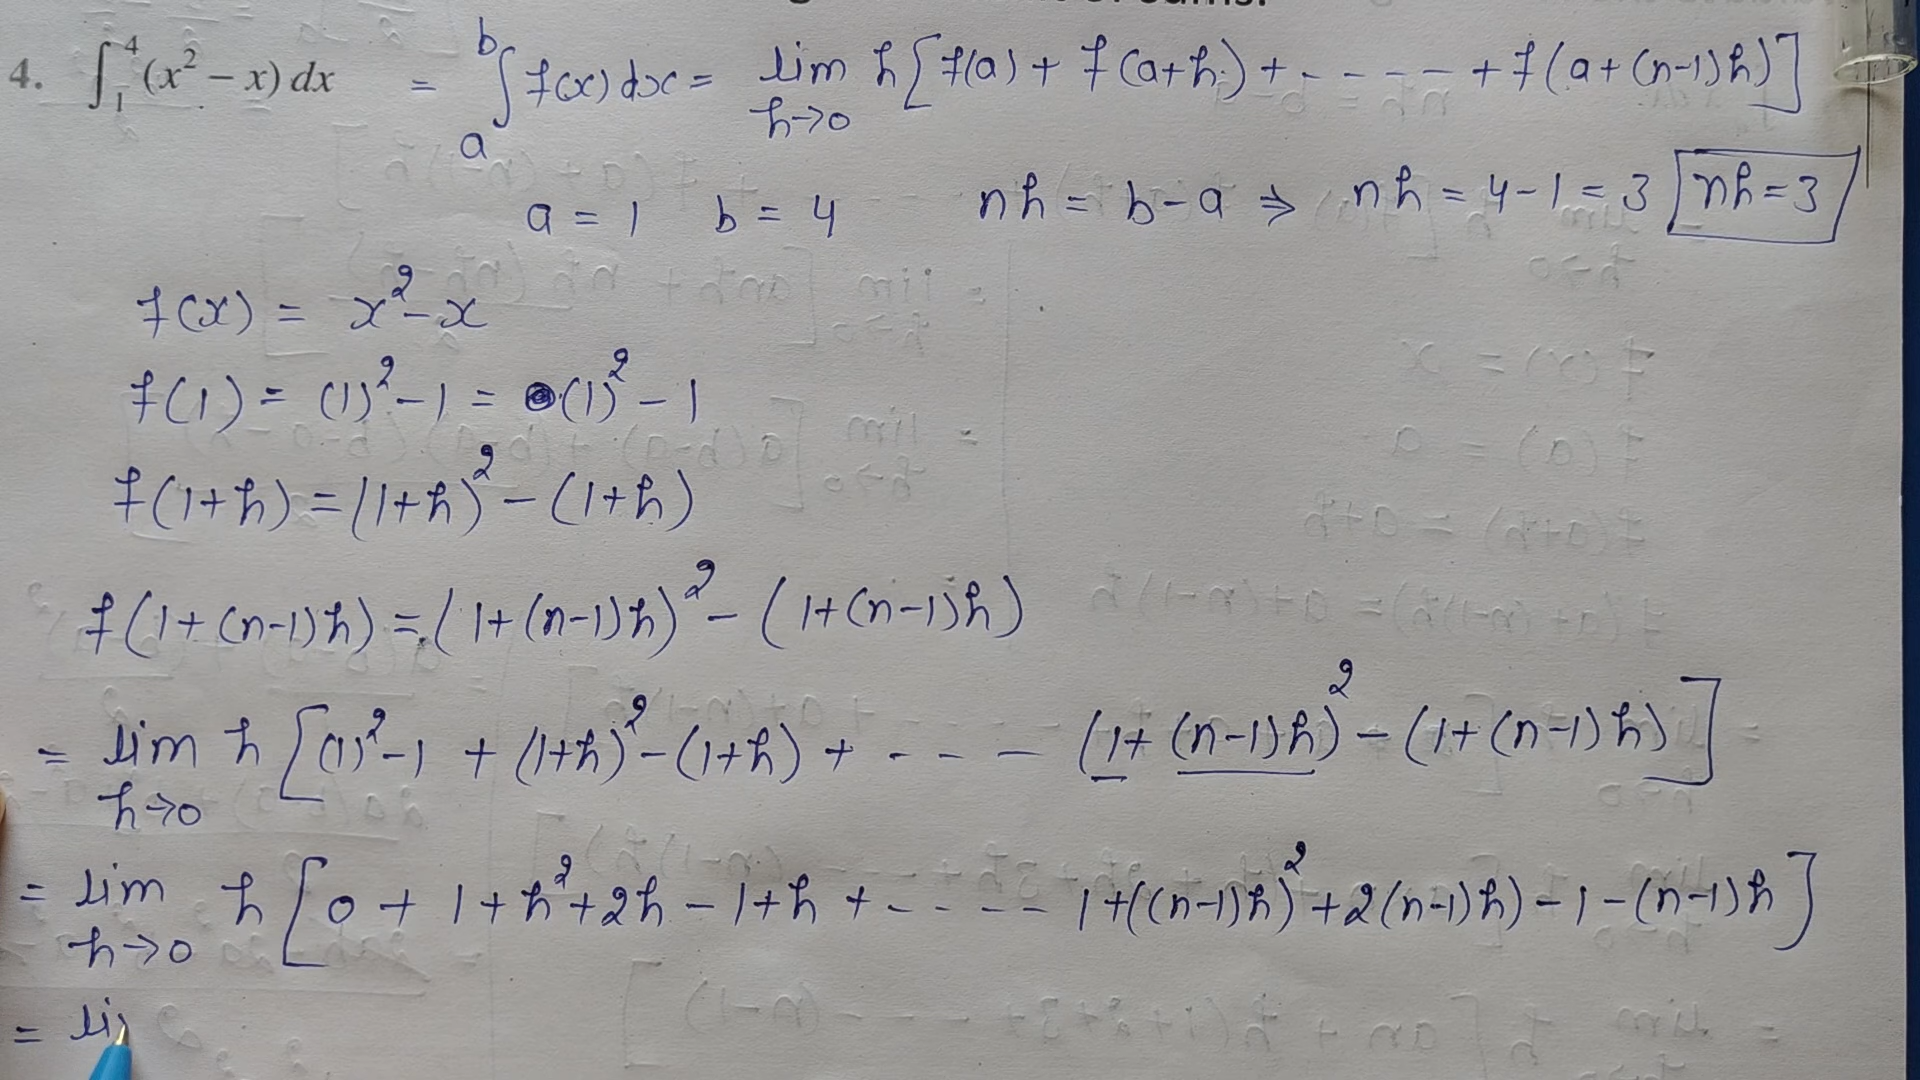 4. ∫₁⁴ (x² − x) dx = ₐ∫ᵇ f(x) dx = lim h→0 h [f(a) + f(a+h) + - - - - - + f(a+(n-1)h)]
a = 1 b = 4 nh = b-a ⇒ nh = 4-1 = 3 nh = 3
f(x) = x² - x
f(1) = (1)² - 1 = (1)² - 1
f(1+h) = (1+h)² - (1+h)
f(1+(n-1)h) = (1+(n-1)h)² - (1+(n-1)h)
= lim h→0 h [(1)² - 1 + (1+h)² - (1+h) + - - - (1+(n-1)h)² - (1+(n-1)h)]
= lim h→0 h [0 + 1 + h² + 2h - 1 + h + - - - - 1 + ((n-1)h)² + 2(n-1)h) - 1 - (n-1)h]
= li